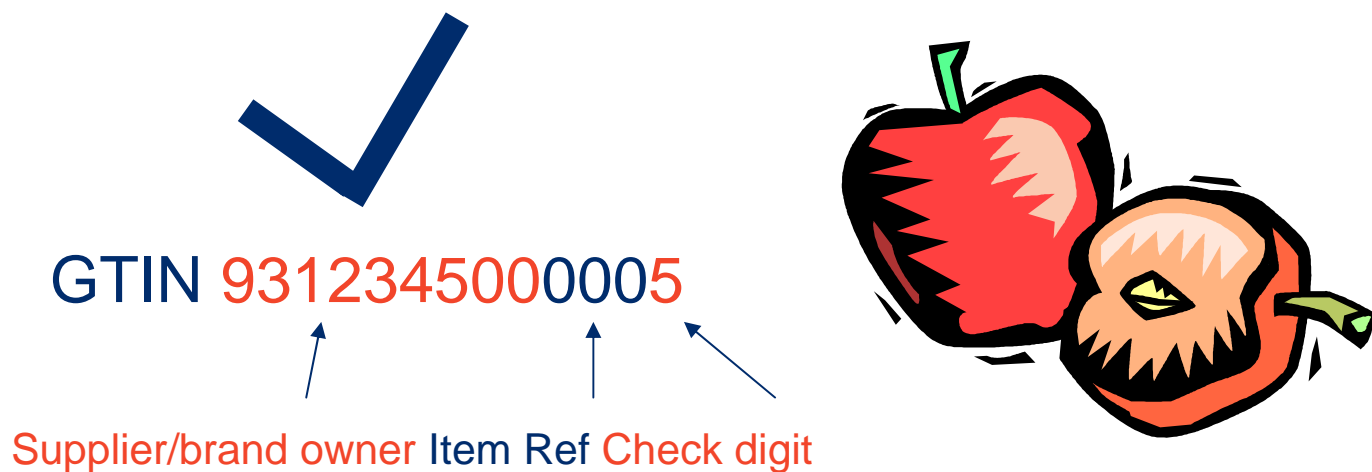 GTIN 9312345000005
Supplier/brand owner Item Ref Check digit